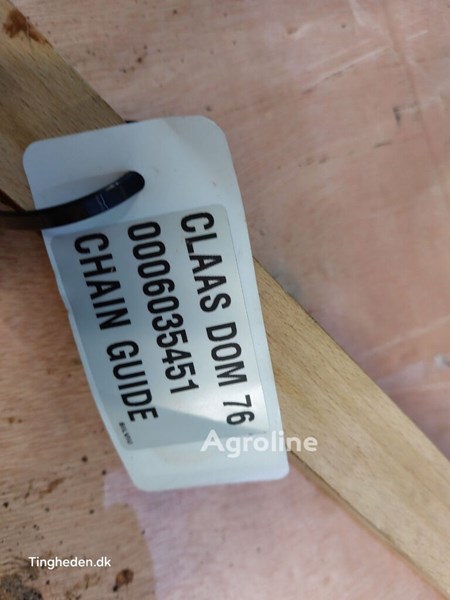 CLAAS DOM 76
0006035451
CHAIN GUIDE
Agroline
Tingheden.dk